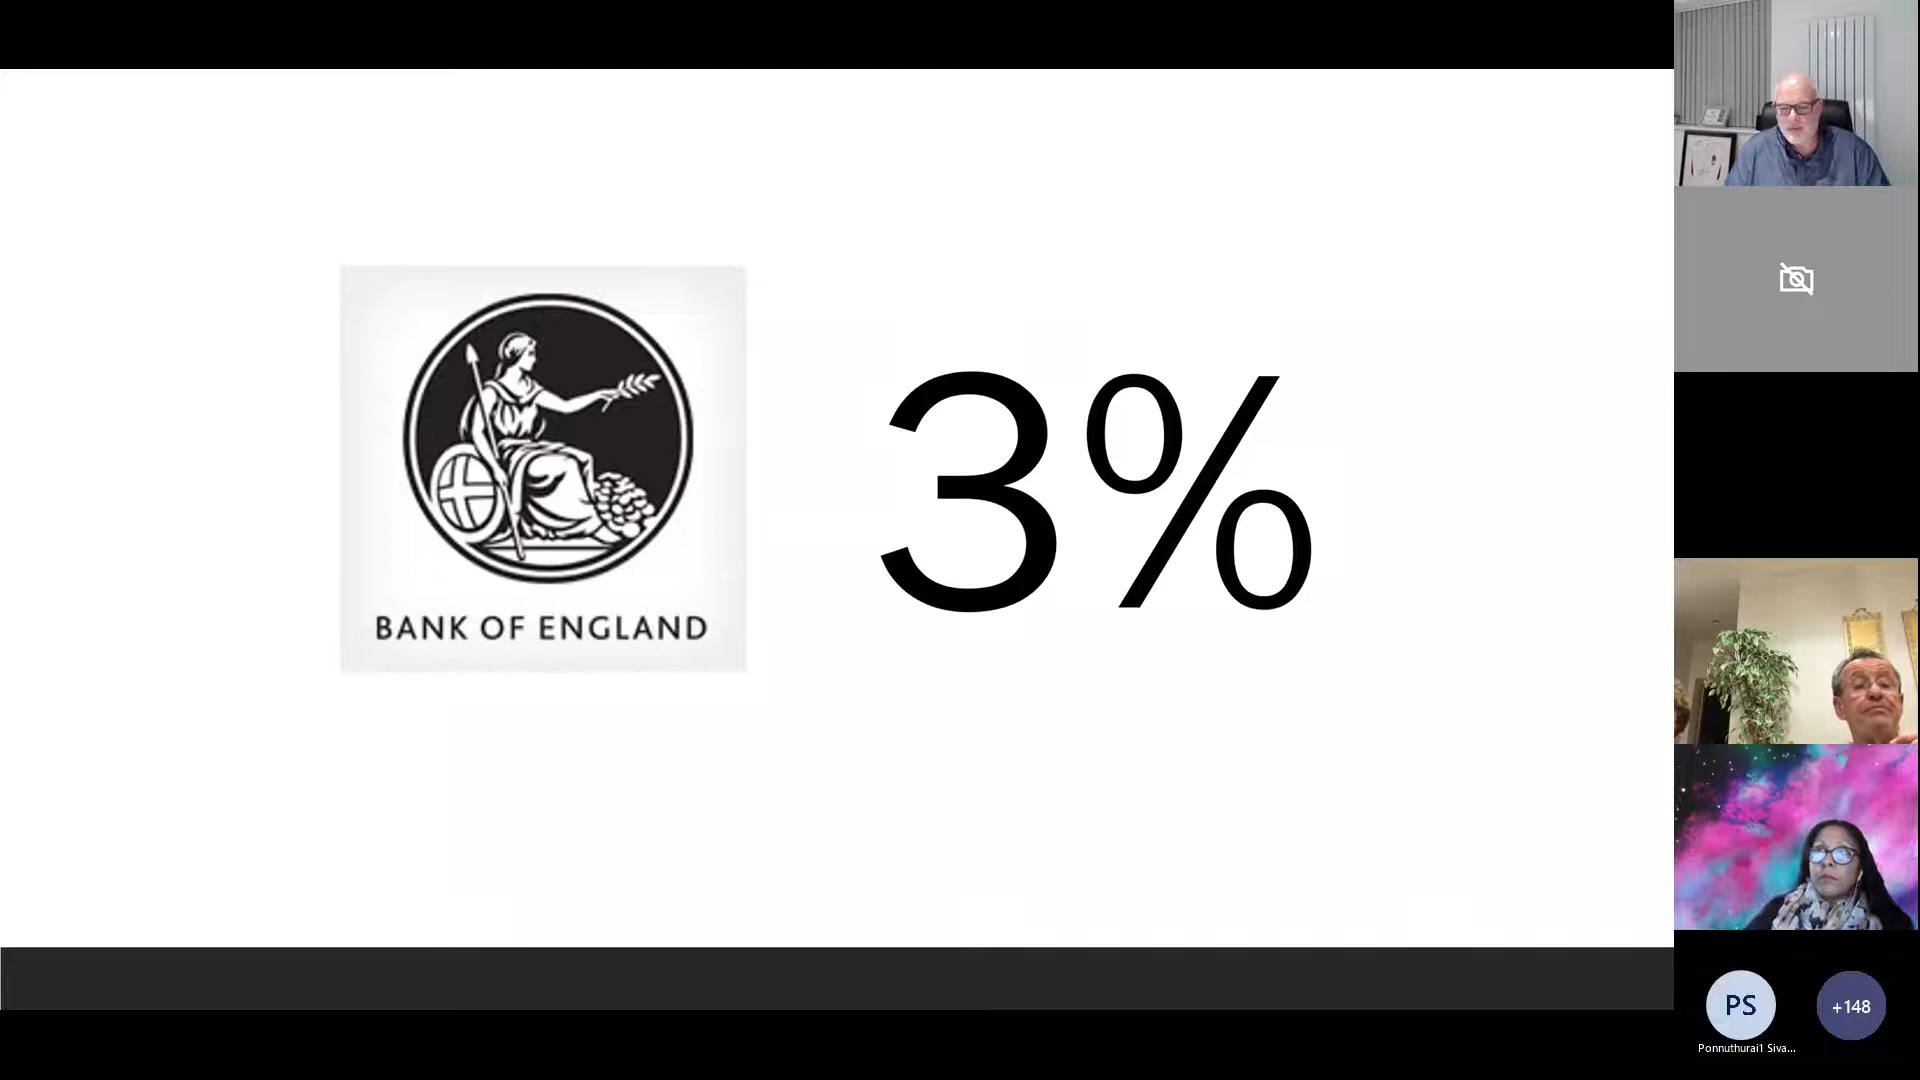 BANK OF ENGLAND
3%
PS
+148
Ponnuthurai1 Siva...